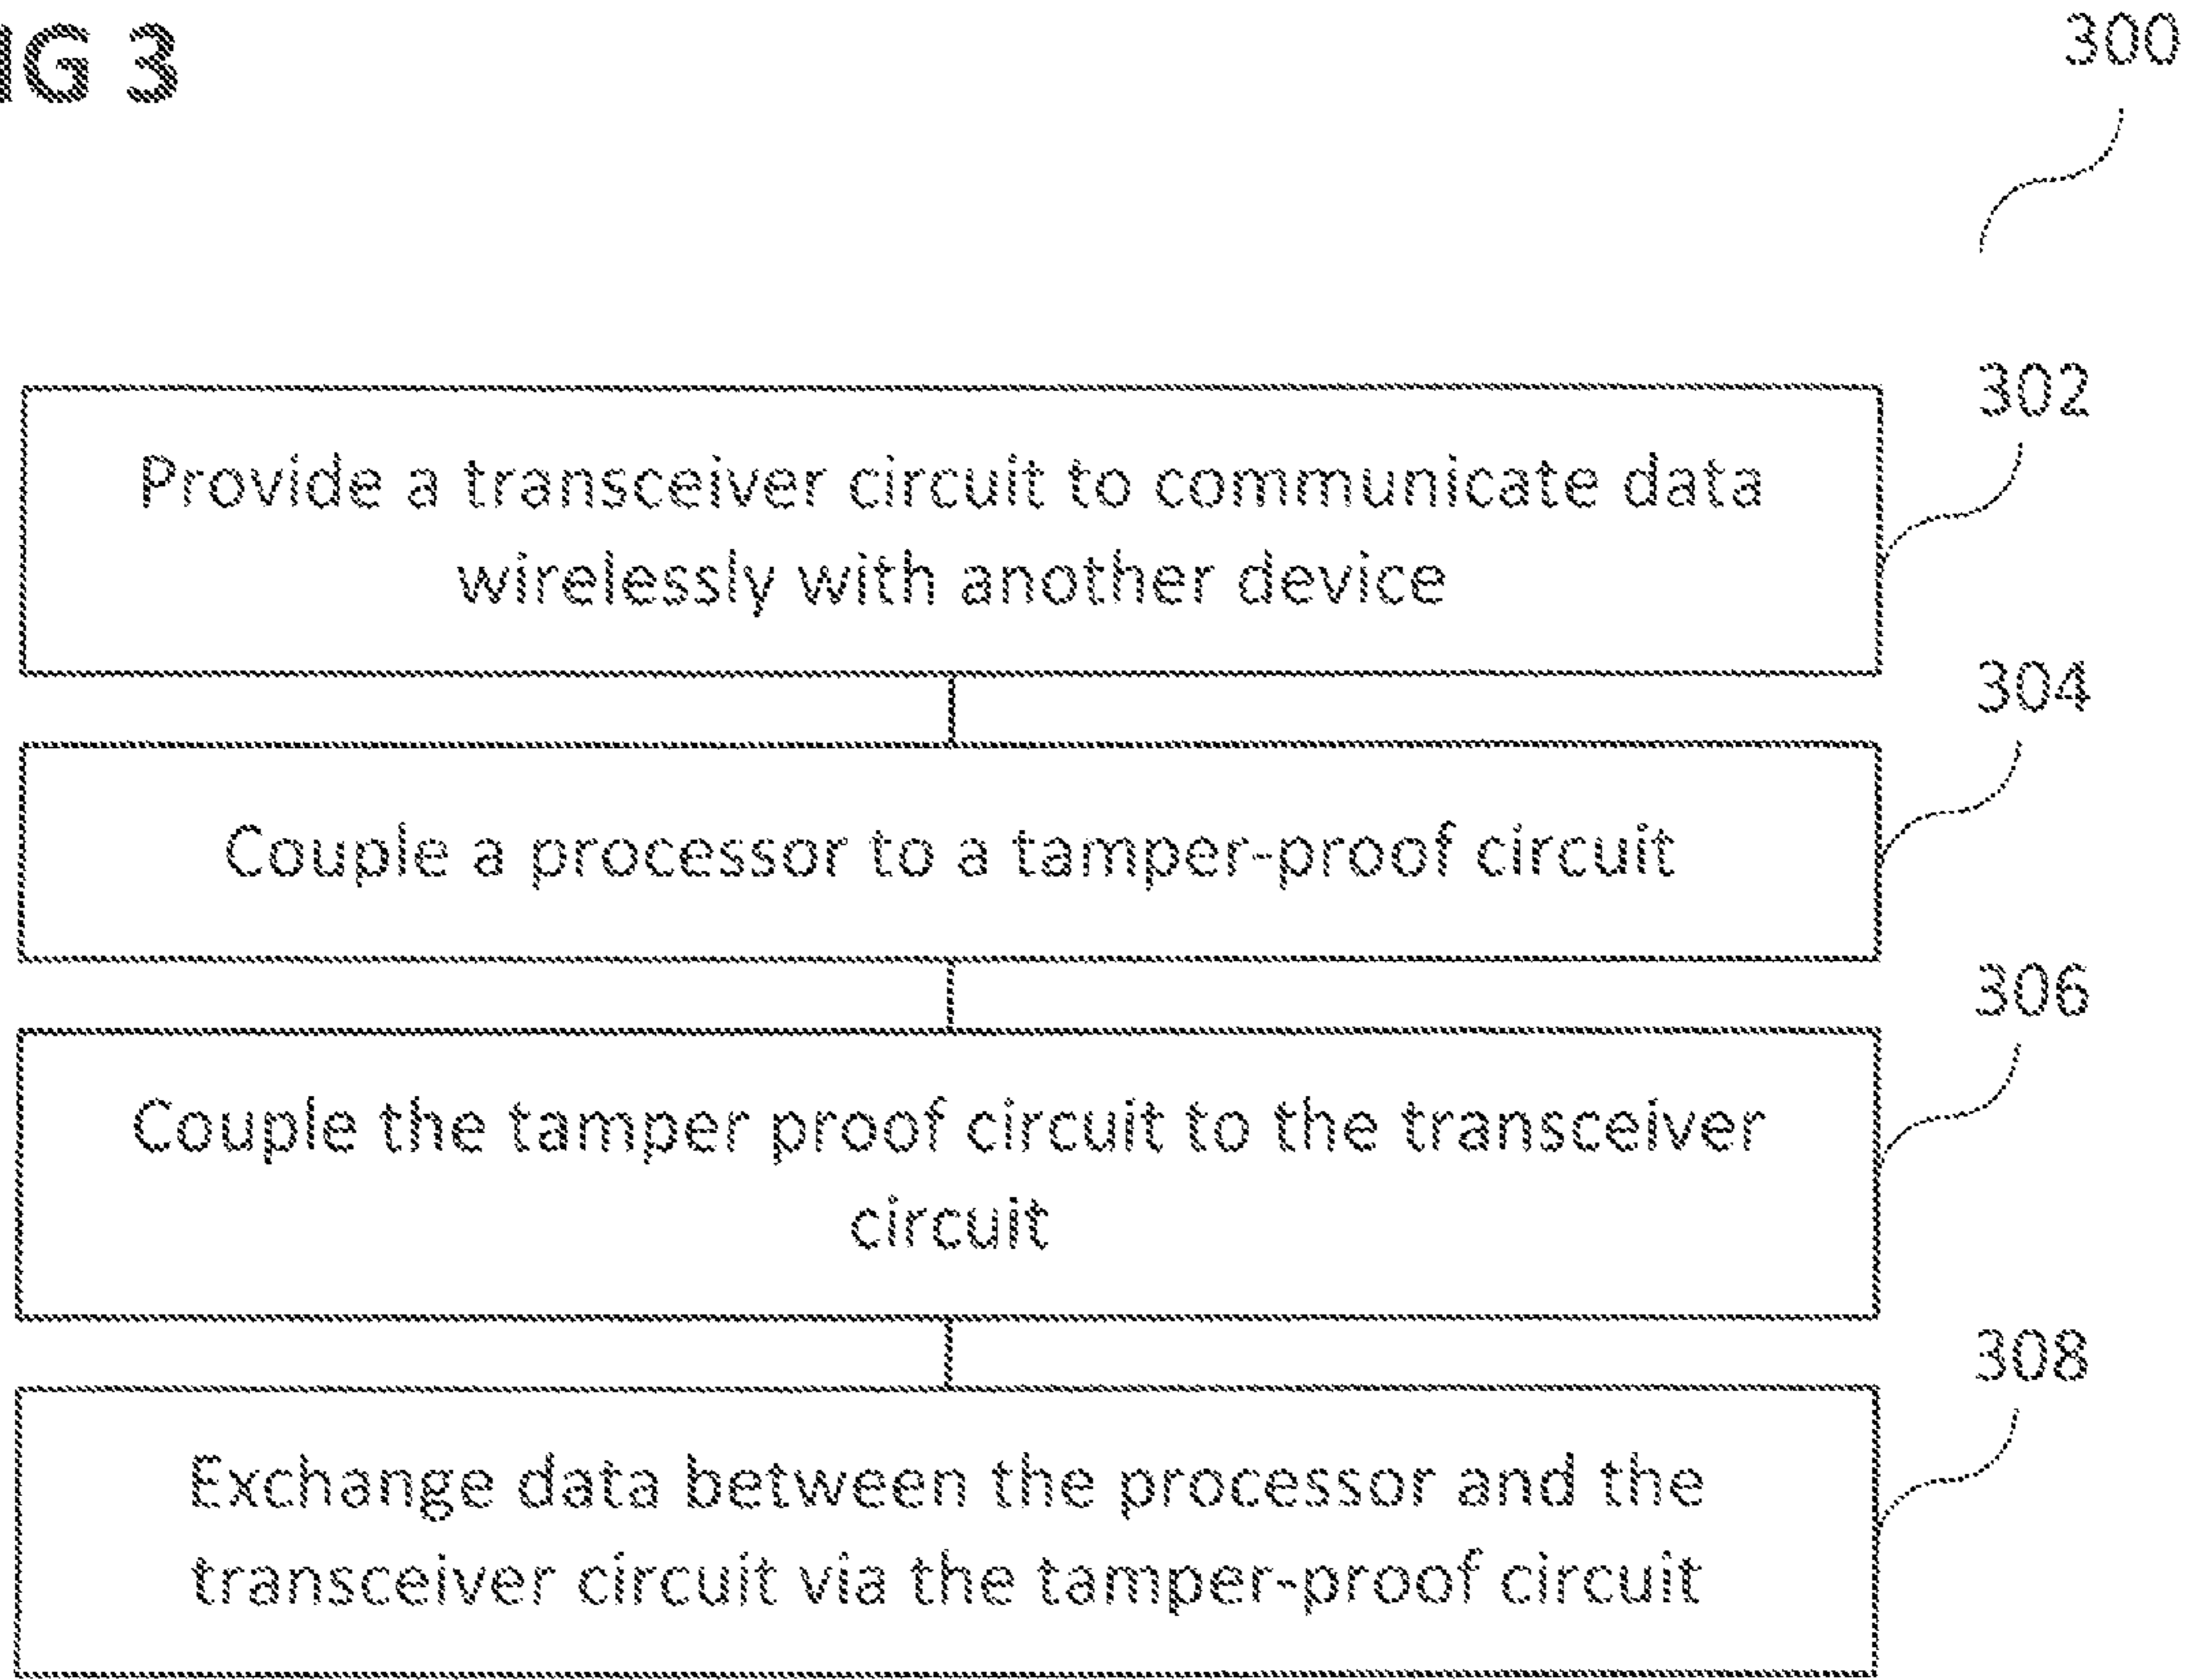 IG 3
300
302
Provide a transceiver circuit to communicate data
wirelessly with another device
304
Couple a processor to a tamper-proof circuit
306
Couple the tamper proof circuit to the transceiver
circuit
308
Exchange data between the processor and the
transceiver circuit via the tamper-proof circuit